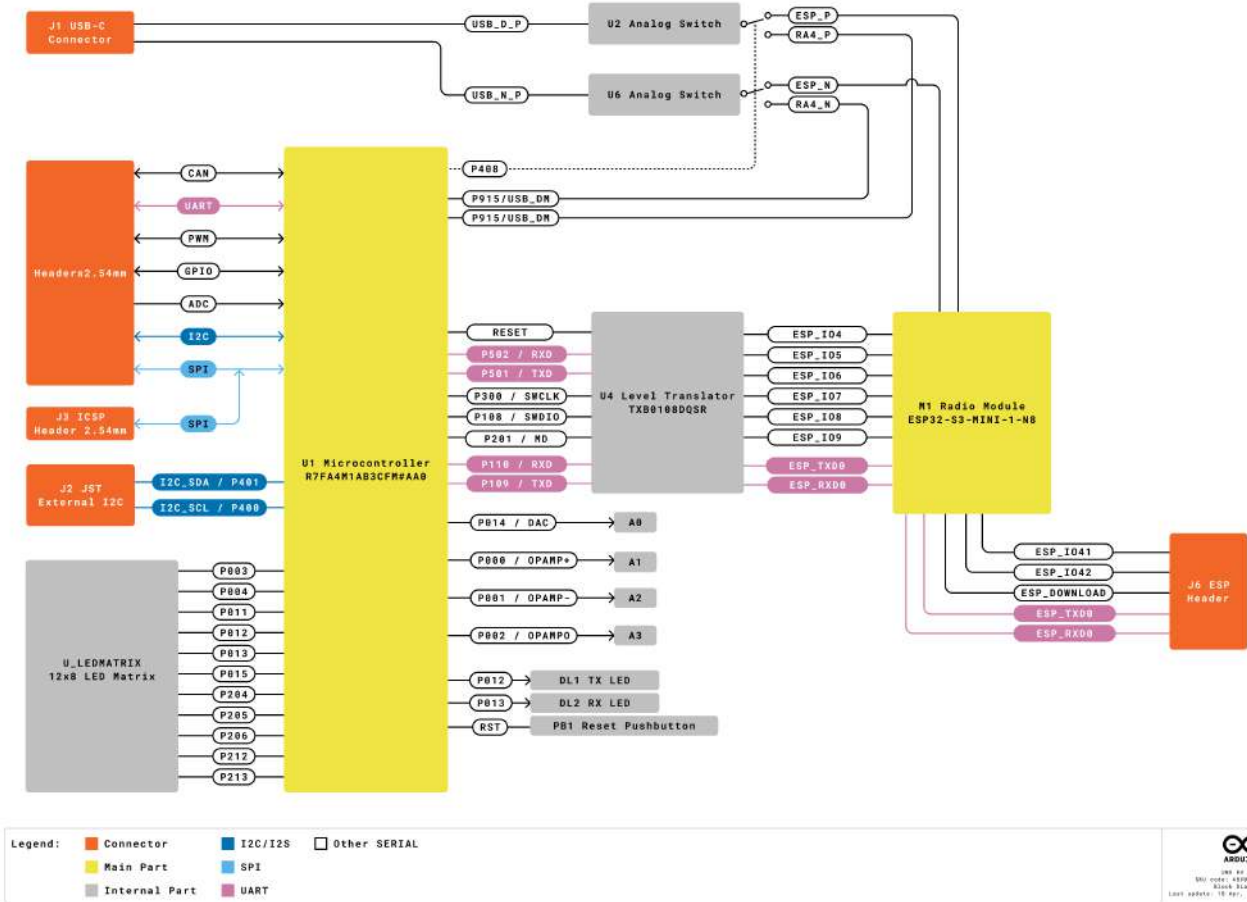 J1 USB-C
Connector
USB_D_P
U2 Analog Switch
ESP_P
RA4_P
USB_N_P
U6 Analog Switch
ESP_N
RA4_N
Headers2.54mm
CAN
UART
PWM
GPIO
ADC
I2C
SPI
J3 ICSP
Header 2.54mm
SPI
J2 JST
External I2C
I2C_SDA / P401
I2C_SCL / P400
U_LEDMATRIX
12x8 LED Matrix
P003
P004
P011
P012
P013
P015
P204
P205
P206
P212
P213
U1 Microcontroller
R7FA4M1AB3CFM#AA0
P408
P915/USB_DM
P915/USB_DM
RESET
P502 / RXD
P501 / TXD
P300 / SWCLK
P108 / SWDIO
P201 / MD
P110 / RXD
P109 / TXD
U4 Level Translator
TXB0108DQSR
ESP_IO4
ESP_IO5
ESP_IO6
ESP_IO7
ESP_IO8
ESP_IO9
ESP_TXD0
ESP_RXD0
M1 Radio Module
ESP32-S3-MINI-1-N8
P014 / DAC
A0
P000 / OPAMP+
A1
P001 / OPAMP-
A2
P002 / OPAMPO
A3
P012
DL1 TX LED
P013
DL2 RX LED
RST
PB1 Reset Pushbutton
ESP_IO41
ESP_IO42
ESP_DOWNLOAD
ESP_TXD0
ESP_RXD0
J6 ESP
Header
Legend:
Connector
I2C/I2S
Other SERIAL
Main Part
SPI
Internal Part
UART